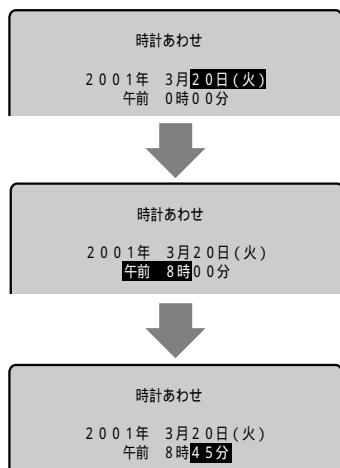 時計あわせ
2001年 3月20日(火)
午前 0時00分
時計あわせ
2001年 3月20日(火)
午前 8時00分
時計あわせ
2001年 3月20日(火)
午前 8時45分